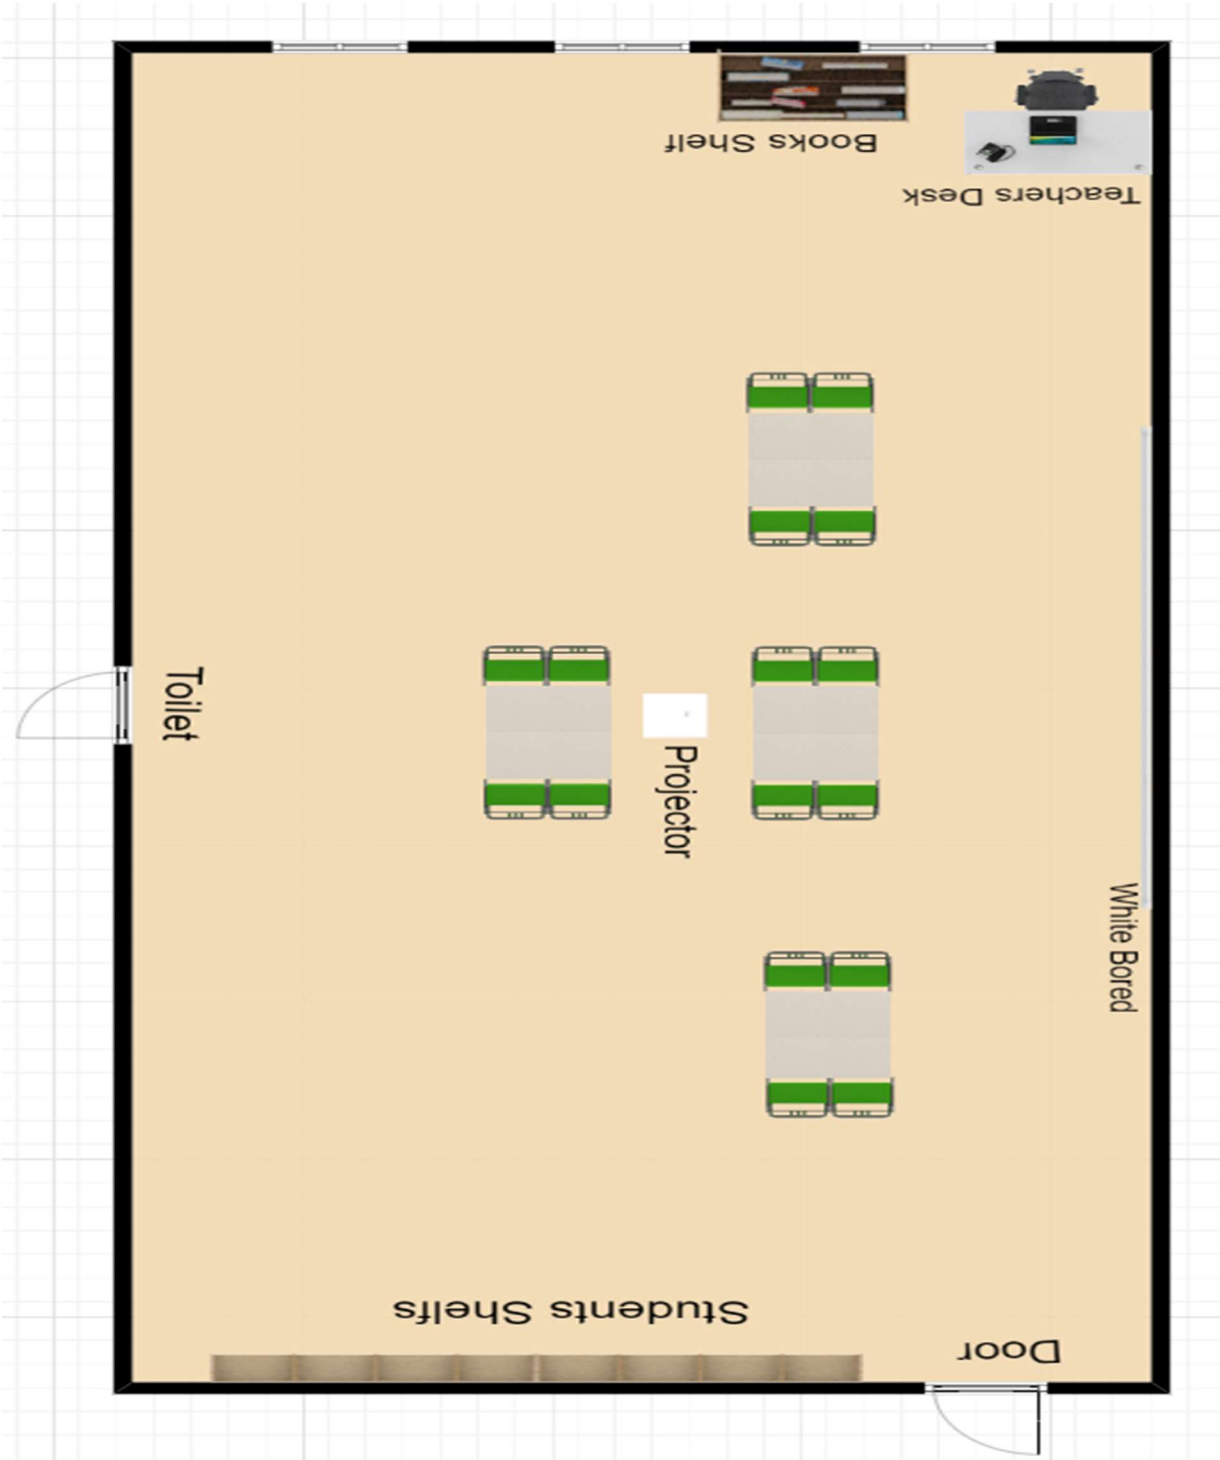 Books Shelf
Teachers Desk
Toilet
Projector
White Bored
Students Shelfs
Door